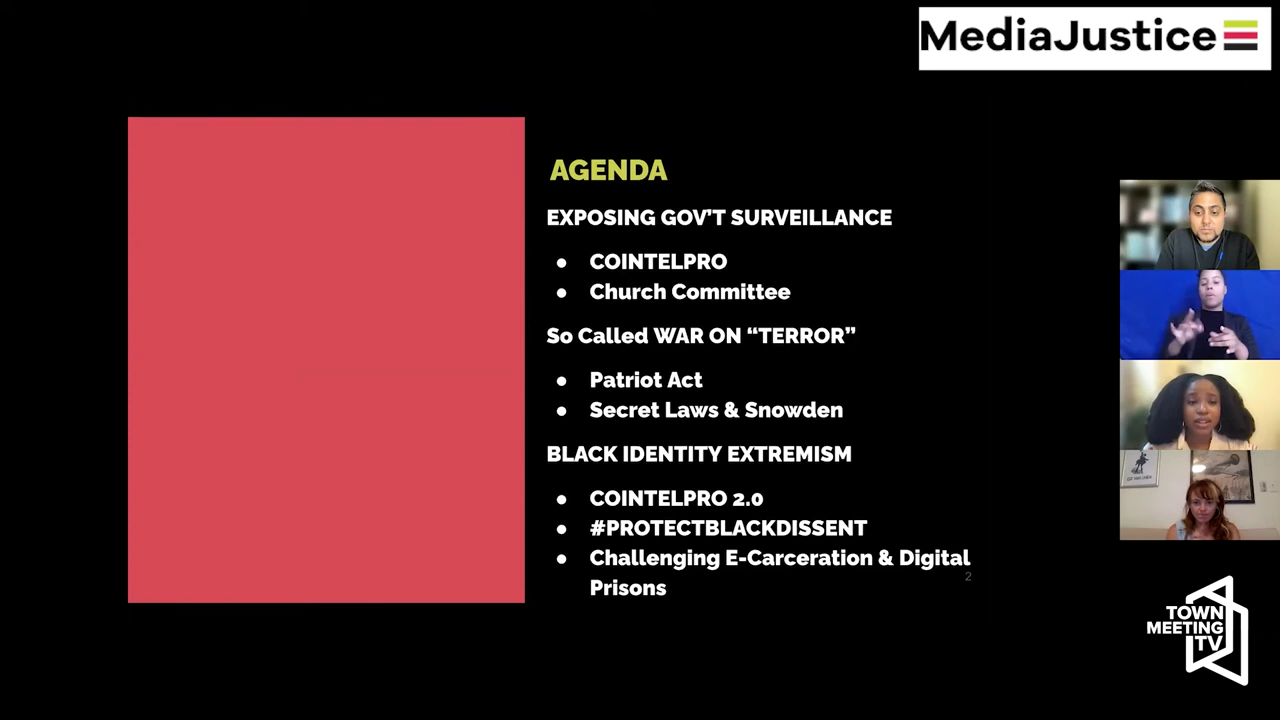 MediaJustice
AGENDA
EXPOSING GOV’T SURVEILLANCE
● COINTELPRO
● Church Committee
So Called WAR ON “TERROR”
● Patriot Act
● Secret Laws & Snowden
BLACK IDENTITY EXTREMISM
● COINTELPRO 2.0
● #PROTECTBLACKDISSENT
● Challenging E-Carceration & Digital
Prisons
2
TOWN
MEETING
TV